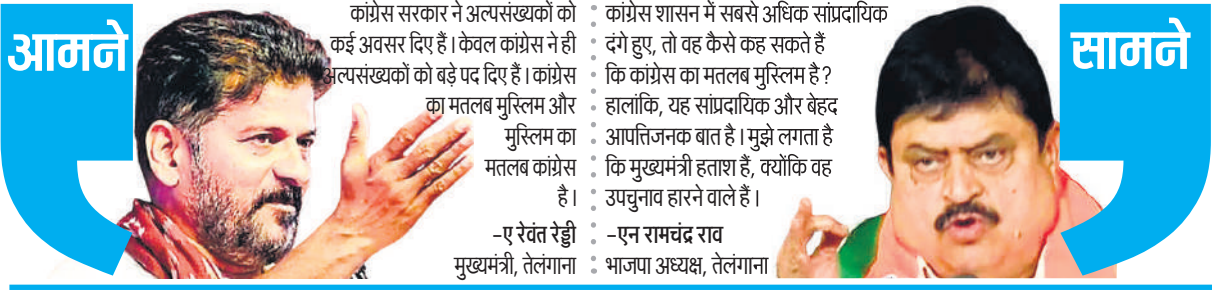 आमने
कांग्रेस सरकार ने अल्पसंख्यकों को
कई अवसर दिए हैं। केवल कांग्रेस ने ही
अल्पसंख्यकों को बड़े पद दिए हैं। कांग्रेस
का मतलब मुस्लिम और
मुस्लिम का
मतलब कांग्रेस
है।
-ए रेवंत रेड्डी
मुख्यमंत्री, तेलंगाना
कांग्रेस शासन में सबसे अधिक सांप्रदायिक
दंगे हुए, तो वह कैसे कह सकते हैं
कि कांग्रेस का मतलब मुस्लिम है?
हालांकि, यह सांप्रदायिक और बेहद
आपत्तिजनक बात है। मुझे लगता है
कि मुख्यमंत्री हताश हैं, क्योंकि वह
उपचुनाव हारने वाले हैं।
-एन रामचंद्र राव
भाजपा अध्यक्ष, तेलंगाना
सामने